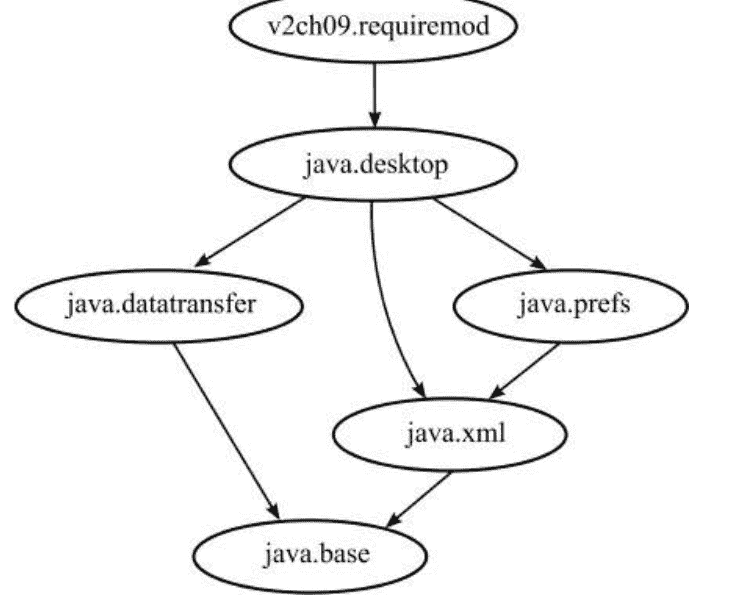 v2ch09.requiremod
java.desktop
java.datatransfer
java.prefs
java.xml
java.base